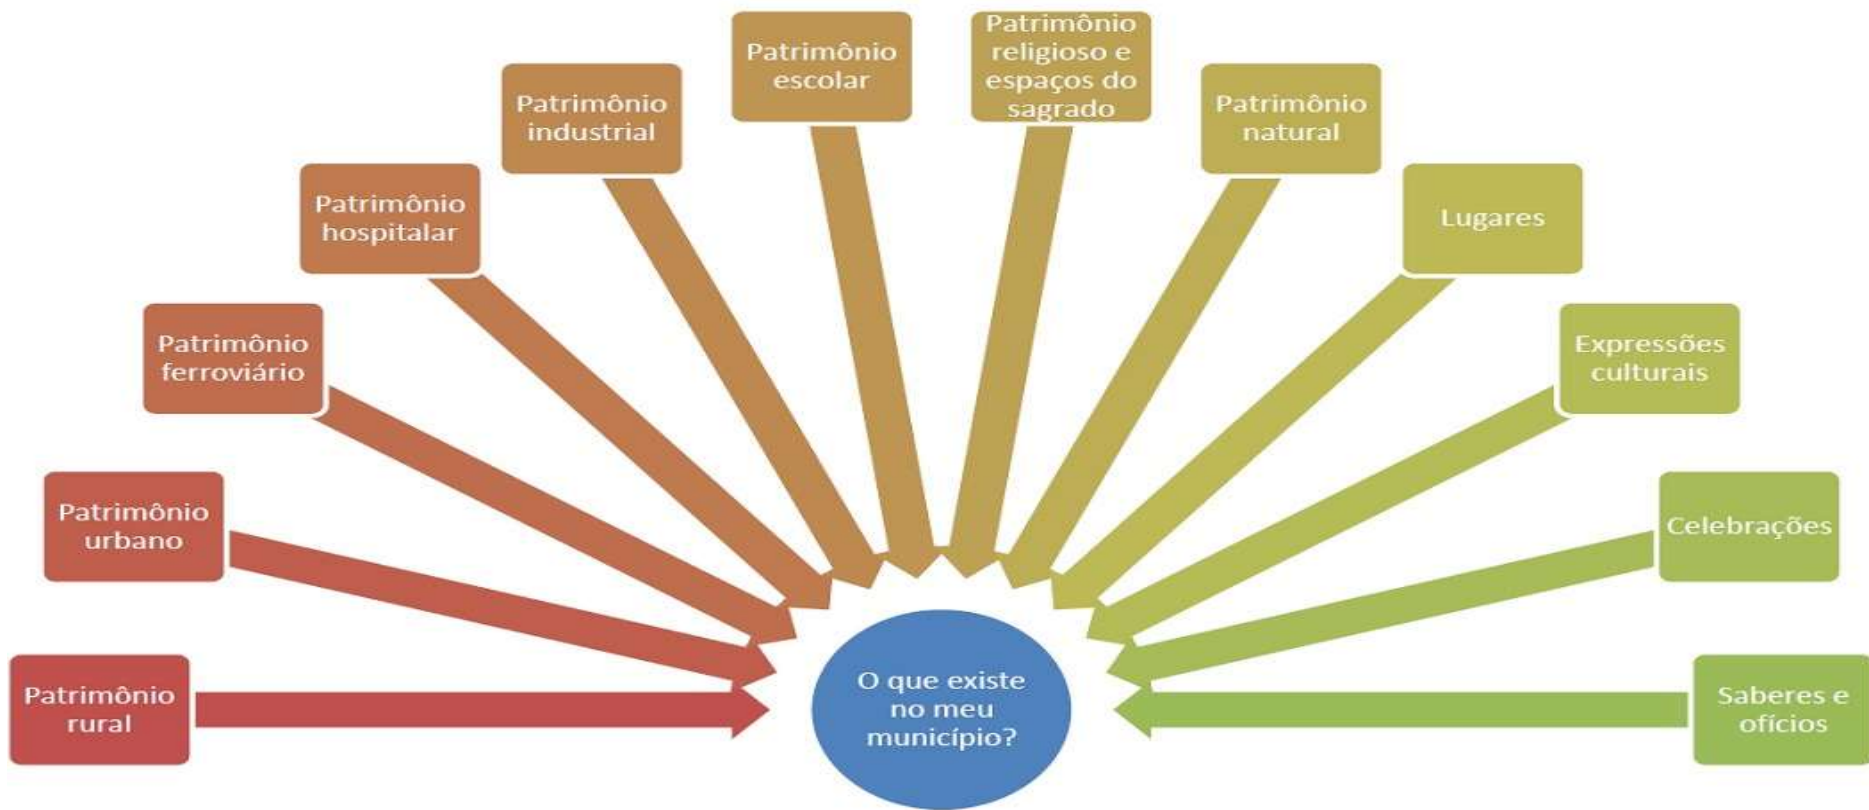 Patrimônio
rural
Patrimônio
urbano
Patrimônio
ferroviário
Patrimônio
hospitalar
Patrimônio
industrial
Patrimônio
escolar
Patrimônio
religioso e
espaços do
sagrado
Patrimônio
natural
Lugares
Expressões
culturais
Celebrações
Saberes e
ofícios
O que existe
no meu
município?